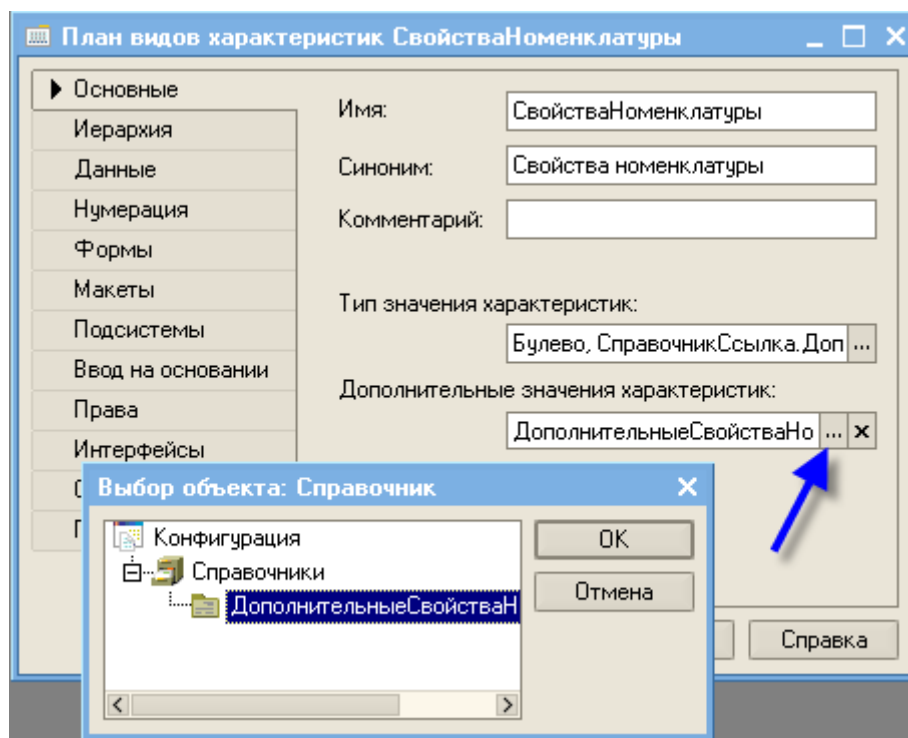 План видов характеристик СвойстваНоменклатуры
Основные
Иерархия
Данные
Нумерация
Формы
Макеты
Подсистемы
Ввод на основании
Права
Интерфейсы
Имя:
СвойстваНоменклатуры
Синоним:
Свойства номенклатуры
Комментарий:
Тип значения характеристик:
Булево, СправочникСсылка.Доп ...
Дополнительные значения характеристик:
ДополнительныеСвойстваНо ...
Справка
Выбор объекта: Справочник
Конфигурация
Справочники
ДополнительныеСвойстваН
ОК
Отмена